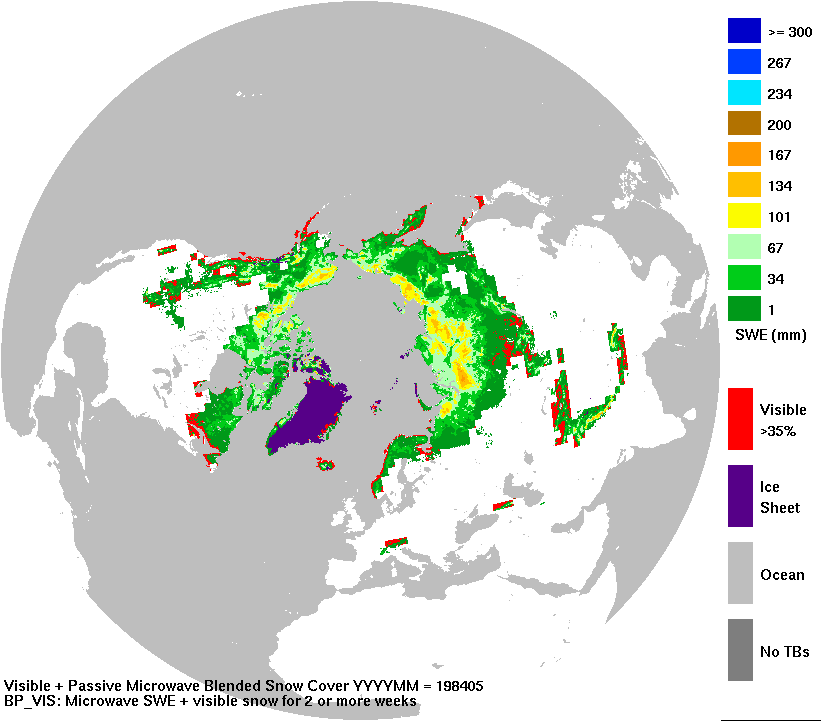 >= 300
267
234
200
167
134
101
67
34
1
SWE (mm)
Visible
>35%
Ice
Sheet
Ocean
No TBs
Visible + Passive Microwave Blended Snow Cover YYYYMM = 198405
BP_VIS: Microwave SWE + visible snow for 2 or more weeks